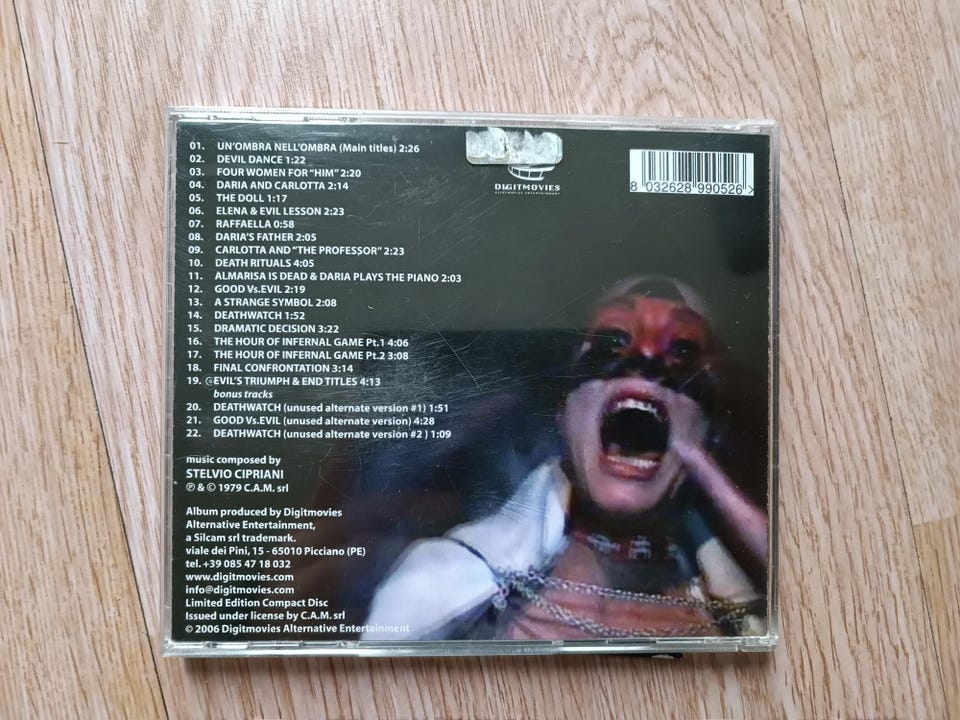 01. UN'OMBRA NELL'OMBRA (Main titles) 2:26
02. DEVIL DANCE 1:22
03. FOUR WOMEN FOR "HIM" 2:20
04. DARIA AND CARLOTTA 2:14
05. THE DOLL 1:17
06. ELENA & EVIL LESSON 2:23
07. RAFFAELLA 0:58
08. DARIA'S FATHER 2:05
09. CARLOTTA AND "THE PROFESSOR" 2:23
10. DEATH RITUALS 4:05
11. ALMARISA IS DEAD & DARIA PLAYS THE PIANO 2:03
12. GOOD Vs.EVIL 2:19
13. A STRANGE SYMBOL 2:08
14. DEATHWATCH 1:52
15. DRAMATIC DECISION 3:22
16. THE HOUR OF INFERNAL GAME Pt.1 4:06
17. THE HOUR OF INFERNAL GAME Pt.2 3:08
18. FINAL CONFRONTATION 3:14
19. EVIL'S TRIUMPH & END TITLES 4:13
bonus tracks
20. DEATHWATCH (unused alternate version #1) 1:51
21. GOOD Vs.EVIL (unused alternate version) 4:28
22. DEATHWATCH (unused alternate version #2 ) 1:09
music composed by
STELVIO CIPRIANI
℗ & © 1979 C.A.M. srl
Album produced by Digitmovies
Alternative Entertainment,
a Silcam srl trademark.
viale dei Pini, 15 - 65010 Picciano (PE)
tel. +39 085 47 18 032
www.digitmovies.com
info@digitmovies.com
Limited Edition Compact Disc
Issued under license by C.A.M. srl
© 2006 Digitmovies Alternative Entertainment
DIGITMOVIES
ALTERNATIVE ENTERTAINMENT
8 032628 990526 >